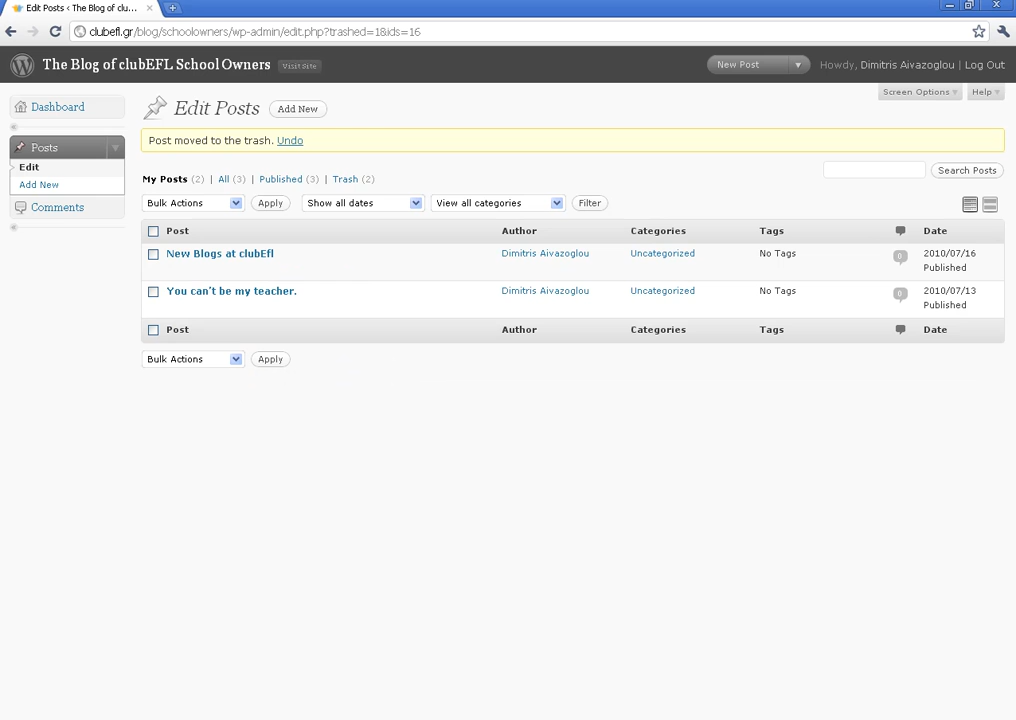 Edit Posts ‹ The Blog of clu...
clubefl.gr/blog/schoolowners/wp-admin/edit.php?trashed=1&ids=16
The Blog of clubEFL School Owners Visit Site New Post Howdy, Dimitris Aivazoglou | Log Out
Screen Options Help
Dashboard
Posts
Edit
Add New
Comments
Edit Posts Add New
Post moved to the trash. Undo
My Posts (2) | All (3) | Published (3) | Trash (2) Search Posts
Bulk Actions Apply Show all dates View all categories Filter
Post Author Categories Tags Date
New Blogs at clubEfl Dimitris Aivazoglou Uncategorized No Tags 0 2010/07/16
Published
You can't be my teacher. Dimitris Aivazoglou Uncategorized No Tags 0 2010/07/13
Published
Post Author Categories Tags Date
Bulk Actions Apply